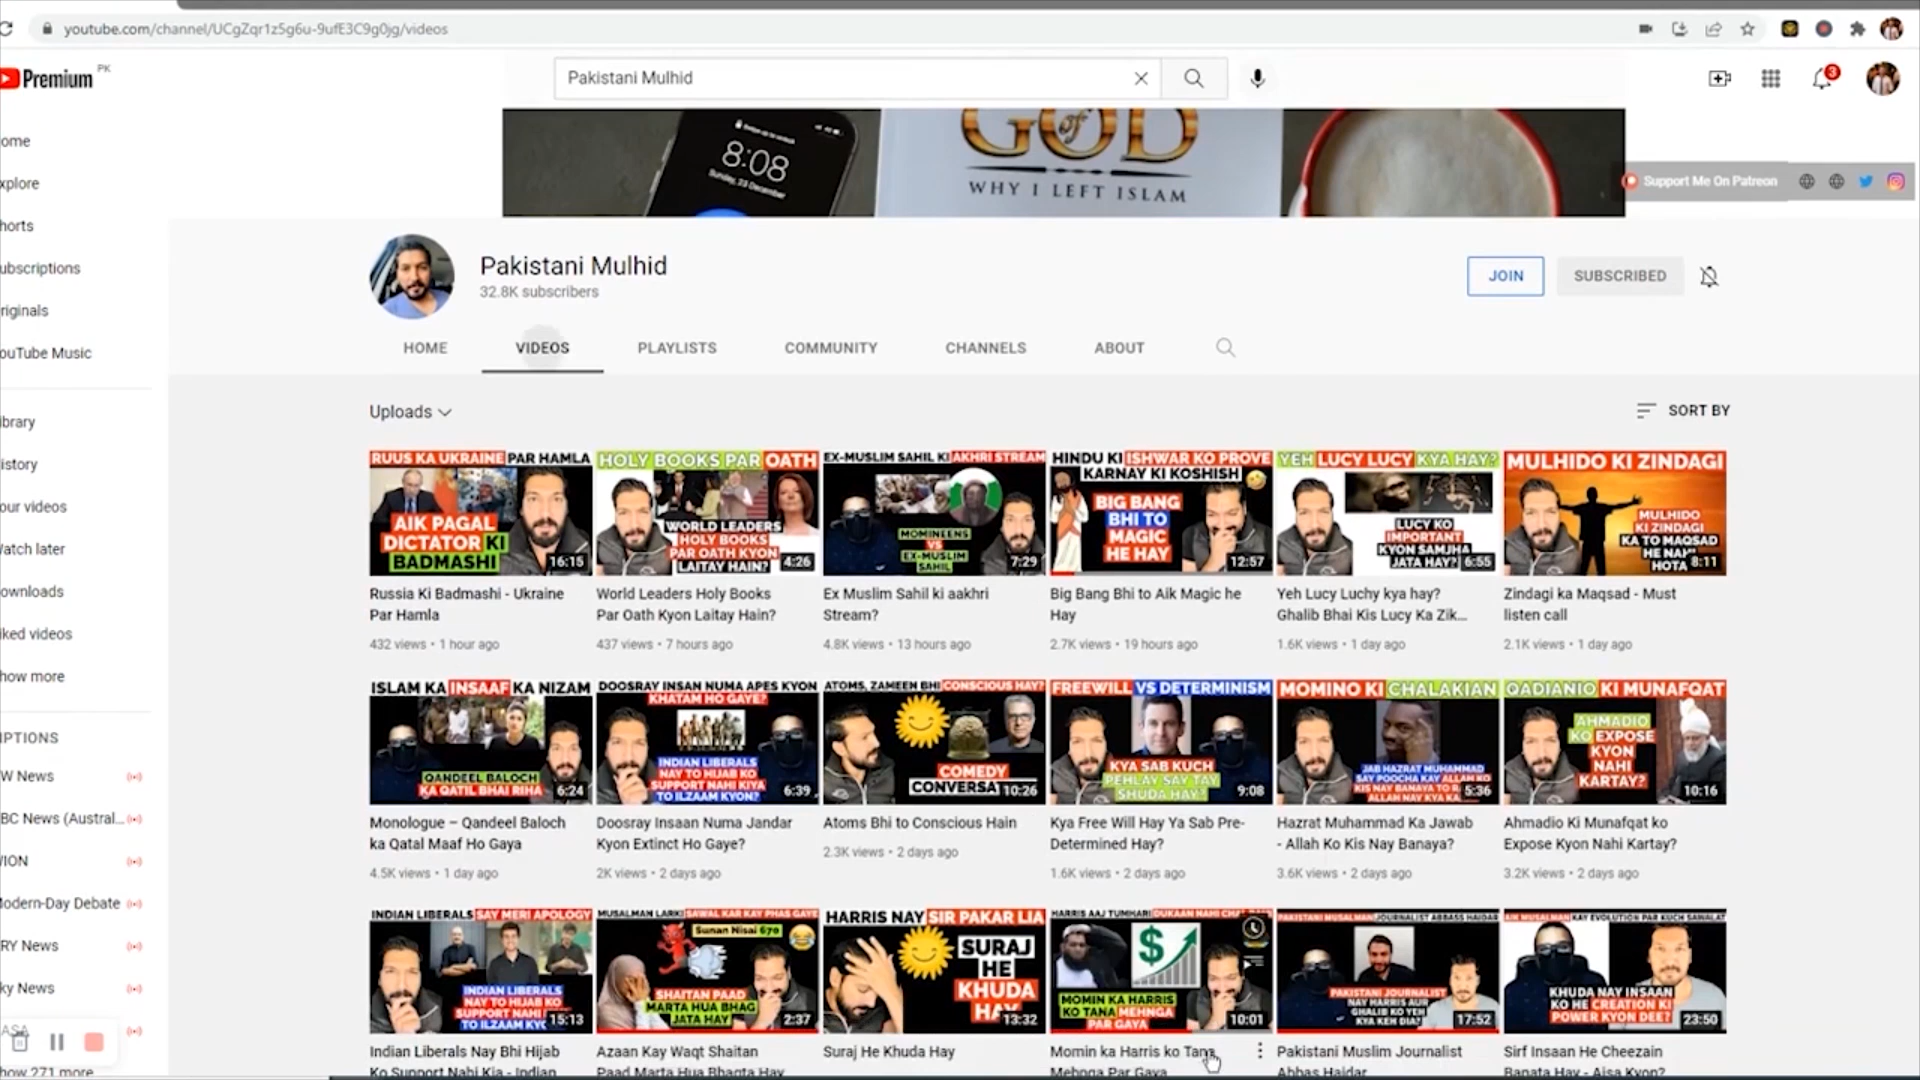 youtube.com/channel/UCgZqr1z5g6u-9ufE3C9g0jg/videos
Premium PK
Pakistani Mulhid
3
8:08
Sunday, 23 December
GOD
of
WHY I LEFT ISLAM
Support Me On Patreon
ome
xplore
horts
ubscriptions
riginals
ouTube Music
ibrary
istory
our videos
atch later
ownloads
iked videos
how more
IPTIONS
W News
BC News (Austral...
ION
odern-Day Debate
RY News
ky News
ASA
how 271 more
Pakistani Mulhid
32.8K subscribers
JOIN
SUBSCRIBED
HOME VIDEOS PLAYLISTS COMMUNITY CHANNELS ABOUT
Uploads
SORT BY
RUUS KA UKRAINE PAR HAMLA
AIK PAGAL
DICTATOR KI
BADMASHI
16:15
Russia Ki Badmashi - Ukraine
Par Hamla
432 views • 1 hour ago
HOLY BOOKS PAR OATH
WORLD LEADERS
HOLY BOOKS
PAR OATH KYON
LAITAY HAIN?
4:26
World Leaders Holy Books
Par Oath Kyon Laitay Hain?
437 views • 7 hours ago
EX-MUSLIM SAHIL KI AKHRI STREAM
MOMINEENS
VS
EX-MUSLIM
SAHIL
7:29
Ex Muslim Sahil ki aakhri
Stream?
4.8K views • 13 hours ago
HINDU KI ISHWAR KO PROVE
KARNAY KI KOSHISH
BIG BANG
BHI TO
MAGIC
HE HAY
12:57
Big Bang Bhi to Aik Magic he
Hay
2.7K views • 19 hours ago
YEH LUCY LUCY KYA HAY?
LUCY KO
IMPORTANT
KYON SAMJHA
JATA HAY?
6:55
Yeh Lucy Luchy kya hay?
Ghalib Bhai Kis Lucy Ka Zik...
1.6K views • 1 day ago
MULHIDO KI ZINDAGI
MULHIDO
KI ZINDAGI
KA TO MAQSAD
HE NAHI
HOTA
8:11
Zindagi ka Maqsad - Must
listen call
2.1K views • 1 day ago
ISLAM KA INSAAF KA NIZAM
QANDEEL BALOCH
KA QATIL BHAI RIHA
6:24
Monologue – Qandeel Baloch
ka Qatal Maaf Ho Gaya
4.5K views • 1 day ago
DOOSRAY INSAN NUMA APES KYON
KHATAM HO GAYE?
INDIAN LIBERALS
NAY TO HIJAB KO
SUPPORT NAHI KIYA
TO ILZAAM KYON?
6:39
Doosray Insaan Numa Jandar
Kyon Extinct Ho Gaye?
2K views • 2 days ago
ATOMS, ZAMEEN BHI CONSCIOUS HAY?
COMEDY
CONVERSA
10:26
Atoms Bhi to Conscious Hain
2.3K views • 2 days ago
FREEWILL VS DETERMINISM
KYA SAB KUCH
PEHLAY SAY TAY
SHUDA HAY?
9:08
Kya Free Will Hay Ya Sab Pre-
Determined Hay?
1.6K views • 2 days ago
MOMINO KI CHALAKIAN
JAB HAZRAT MUHAMMAD
SAY POOCHA KAY ALLAH KO
KIS NAY BANAYA TO
ALLAH NAY KYA
5:36
Hazrat Muhammad Ka Jawab
- Allah Ko Kis Nay Banaya?
3.6K views • 2 days ago
QADIANIO KI MUNAFQAT
AHMADIO
KO EXPOSE
KYON
NAHI
KARTAY?
10:16
Ahmadio Ki Munafqat ko
Expose Kyon Nahi Kartay?
3.2K views • 2 days ago
INDIAN LIBERALS SAY MERI APOLOGY
INDIAN LIBERALS
NAY TO HIJAB KO
SUPPORT NAHI
TO ILZAAM KYO
15:13
Indian Liberals Nay Bhi Hijab
Ko Support Nahi Kia - Indian
MUSALMAN LARKI SAWAL KAR KAY PHAS GAYE
Sunan Nisai 670
SHAITAN PAAD
MARTA HUA BHAG
JATA HAY
2:37
Azaan Kay Waqt Shaitan
Paad Marta Hua Bhagta Hay
HARRIS NAY SIR PAKAR LIA
SURAJ
HE
KHUDA
HAY
13:32
Suraj He Khuda Hay
HARRIS AAJ TUMHARI DUKAAN NAHI
$
MOMIN KA HARRIS
KO TANA MEHNGA
PAR GAYA
10:01
Momin ka Harris ko Tana
Mehnga Par Gaya
PAKISTANI MUSALMAN JOURNALIST ABBASS HAIDAR
PAKISTANI JOURNALIST
NAY HARRIS AUR
GHALIB KO YEH
KYA KEH DIA?
17:52
Pakistani Muslim Journalist
Abbas Haidar
AIK MUSALMAN KAY EVOLUTION PAR KUCH SAWALAT
KHUDA NAY INSAAN
KO HE CREATION KI
POWER KYON DEE?
23:50
Sirf Insaan He Cheezain
Banata Hay - Aisa Kyon?